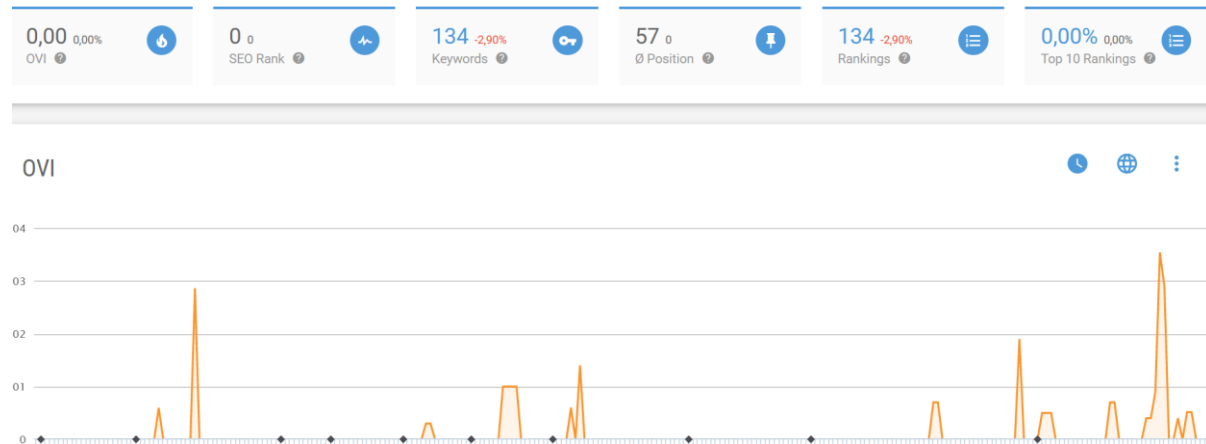 0,00 0,00%
OVI
0 0
SEO Rank
134 -2,90%
Keywords
57 0
Ø Position
134 -2,90%
Rankings
0,00% 0,00%
Top 10 Rankings
OVI
04
03
02
01
0